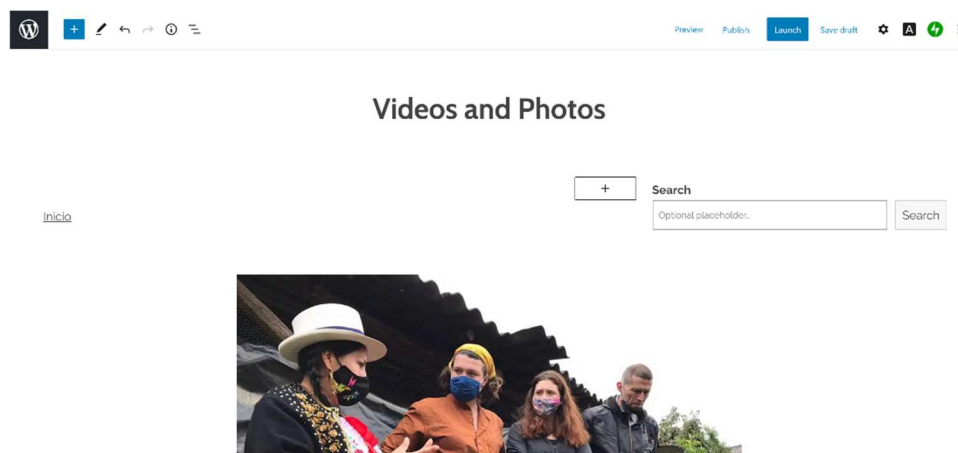 Preview Publish Launch Save draft
Videos and Photos
Search
Inicio
Optional placeholder...
Search